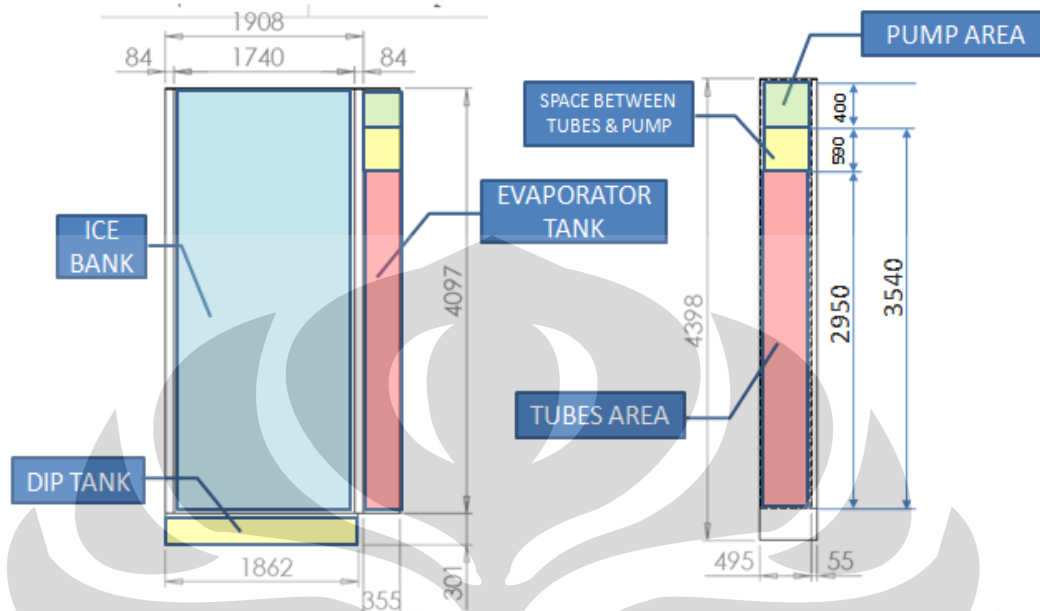 1908
84
1740
84
ICE
BANK
DIP TANK
EVAPORATOR
TANK
4097
1862
355
301
PUMP AREA
SPACE BETWEEN
TUBES & PUMP
TUBES AREA
400
590
2950
3540
4398
495
55